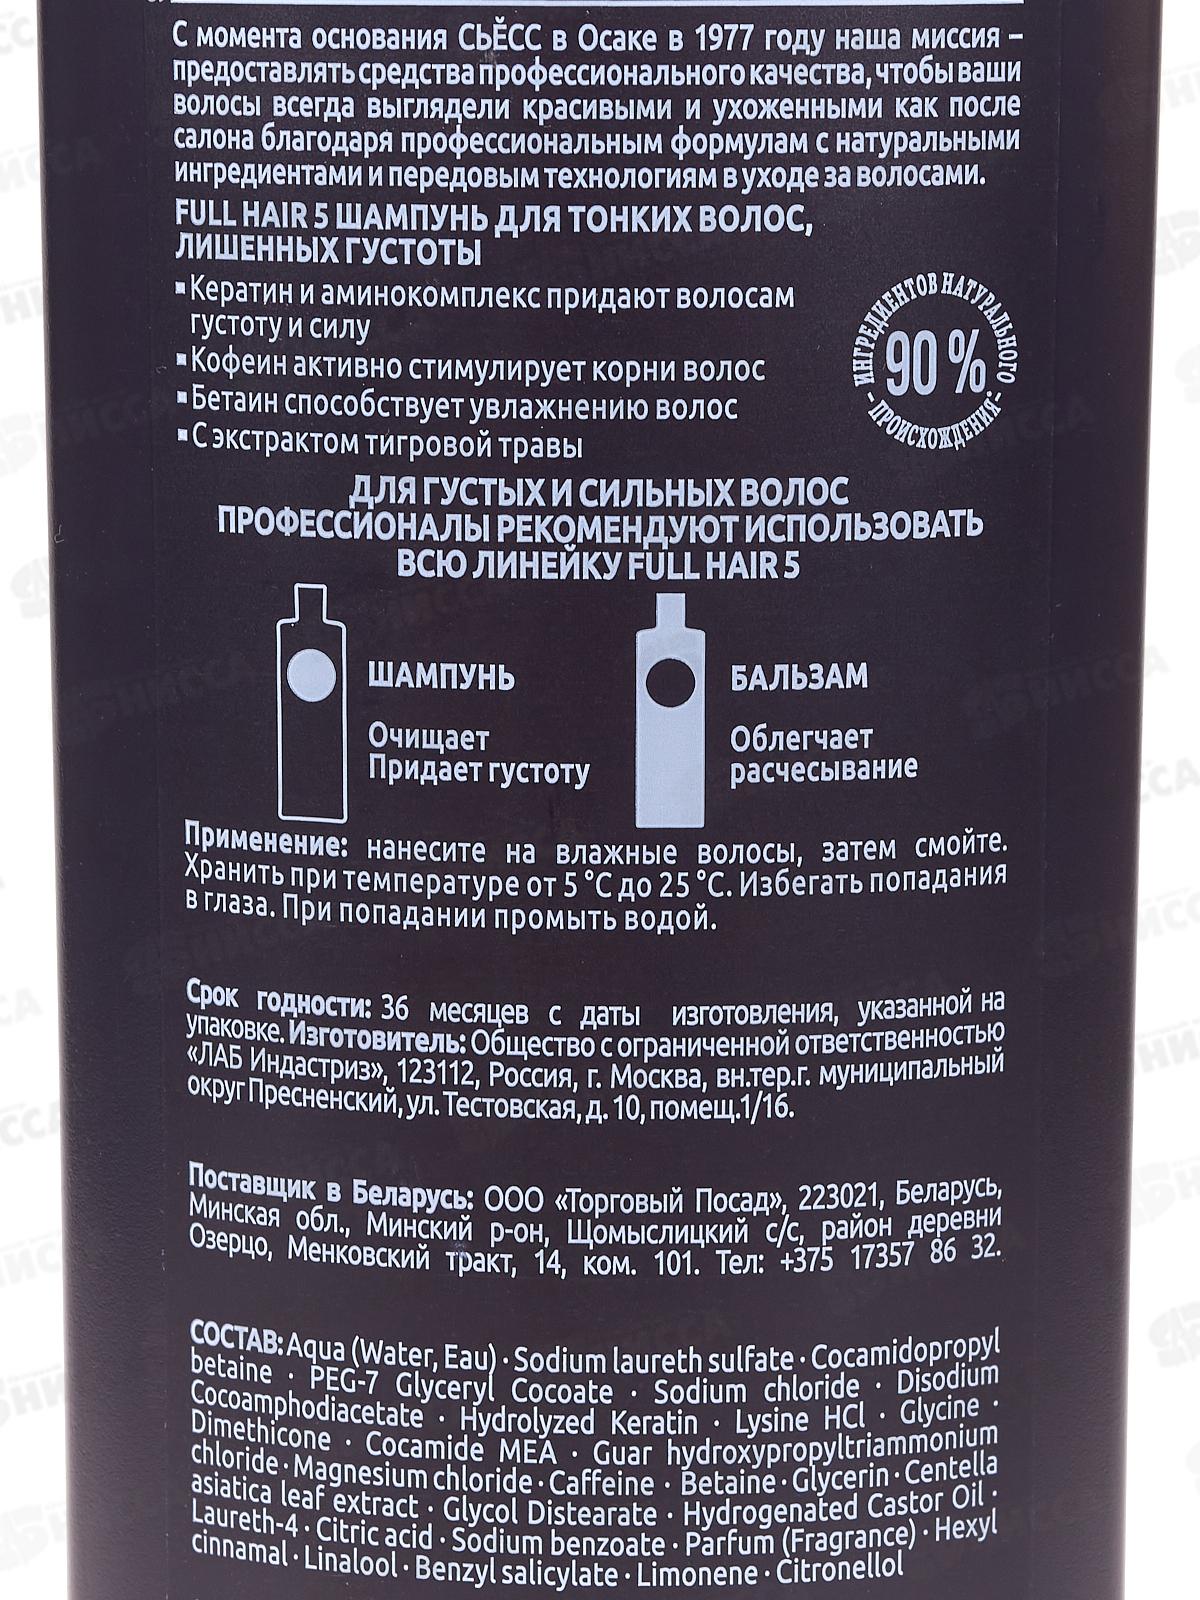 С момента основания СЬЁСС в Осаке в 1977 году наша миссия –
предоставлять средства профессионального качества, чтобы ваши
волосы всегда выглядели красивыми и ухоженными как после
салона благодаря профессиональным формулам с натуральными
ингредиентами и передовым технологиям в уходе за волосами.
FULL HAIR 5 ШАМПУНЬ ДЛЯ ТОНКИХ ВОЛОС,
ЛИШЕННЫХ ГУСТОТЫ
▪ Кератин и аминокомплекс придают волосам
густоту и силу
▪ Кофеин активно стимулирует корни волос
▪ Бетаин способствует увлажнению волос
▪ С экстрактом тигровой травы
ИНГРЕДИЕНТОВ НАТУРАЛЬНОГО
90 %
- ПРОИСХОЖДЕНИЯ* -
ДЛЯ ГУСТЫХ И СИЛЬНЫХ ВОЛОС
ПРОФЕССИОНАЛЫ РЕКОМЕНДУЮТ ИСПОЛЬЗОВАТЬ
ВСЮ ЛИНЕЙКУ FULL HAIR 5
ШАМПУНЬ
Очищает
Придает густоту
БАЛЬЗАМ
Облегчает
расчесывание
Применение: нанесите на влажные волосы, затем смойте.
Хранить при температуре от 5 °C до 25 °C. Избегать попадания
в глаза. При попадании промыть водой.
Срок годности: 36 месяцев с даты изготовления, указанной на
упаковке. Изготовитель: Общество с ограниченной ответственностью
«ЛАБ Индастриз», 123112, Россия, г. Москва, вн.тер.г. муниципальный
округ Пресненский, ул. Тестовская, д. 10, помещ.1/16.
Поставщик в Беларусь: ООО «Торговый Посад», 223021, Беларусь,
Минская обл., Минский р-он, Щомыслицкий с/с, район деревни
Озерцо, Менковский тракт, 14, ком. 101. Тел: +375 17357 86 32.
СОСТАВ: Aqua (Water, Eau) · Sodium laureth sulfate · Cocamidopropyl
betaine · PEG-7 Glyceryl Cocoate · Sodium chloride · Disodium
Cocoamphodiacetate · Hydrolyzed Keratin · Lysine HCl · Glycine ·
Dimethicone · Cocamide MEA · Guar hydroxypropyltriammonium
chloride · Magnesium chloride · Caffeine · Betaine · Glycerin · Centella
asiatica leaf extract · Glycol Distearate · Hydrogenated Castor Oil ·
Laureth-4 · Citric acid · Sodium benzoate · Parfum (Fragrance) · Hexyl
cinnamal · Linalool · Benzyl salicylate · Limonene · Citronellol